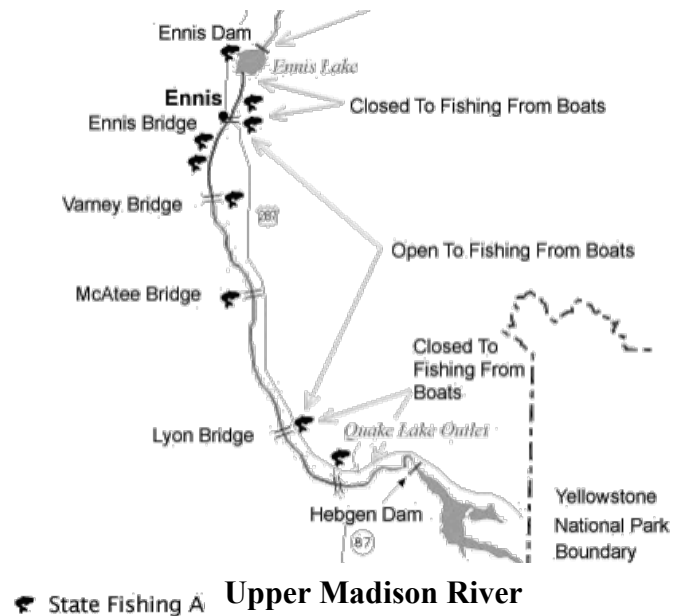 Ennis Dam
Ennis Lake
Ennis
Closed To Fishing From Boats
Ennis Bridge
Varney Bridge
287
Open To Fishing From Boats
McAtee Bridge
Closed To
Fishing From
Boats
Lyon Bridge
Quake Lake Outlet
Hebgen Dam
87
Yellowstone
National Park
Boundary
State Fishing A
Upper Madison River